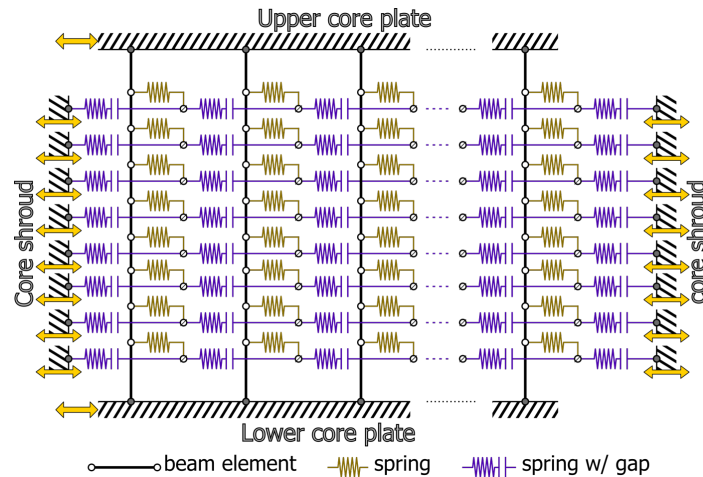 Upper core plate
Core shroud
core shroud
Lower core plate
beam element
spring
spring w/ gap